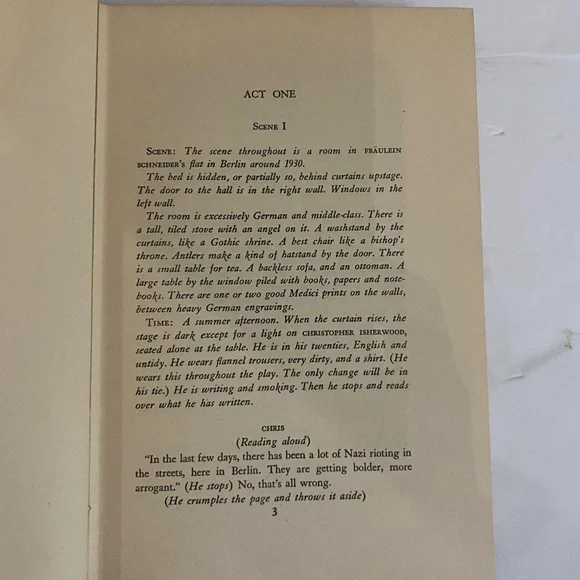 ACT ONE
SCENE I
SCENE: The scene throughout is a room in FRÄULEIN
SCHNEIDER's flat in Berlin around 1930.
The bed is hidden, or partially so, behind curtains upstage.
The door to the hall is in the right wall. Windows in the
left wall.
The room is excessively German and middle-class. There is
a tall, tiled stove with an angel on it. A washstand by the
curtains, like a Gothic shrine. A best chair like a bishop's
throne. Antlers make a kind of hatstand by the door. There
is a small table for tea. A backless sofa, and an ottoman. A
large table by the window piled with books, papers and note-
books. There are one or two good Medici prints on the walls,
between heavy German engravings.
TIME: A summer afternoon. When the curtain rises, the
stage is dark except for a light on CHRISTOPHER ISHERWOOD,
seated alone at the table. He is in his twenties, English and
untidy. He wears flannel trousers, very dirty, and a shirt. (He
wears this throughout the play. The only change will be in
his tie.) He is writing and smoking. Then he stops and reads
over what he has written.
CHRIS
(Reading aloud)
"In the last few days, there has been a lot of Nazi rioting in
the streets, here in Berlin. They are getting bolder, more
arrogant." (He stops) No, that's all wrong.
(He crumples the page and throws it aside)
3